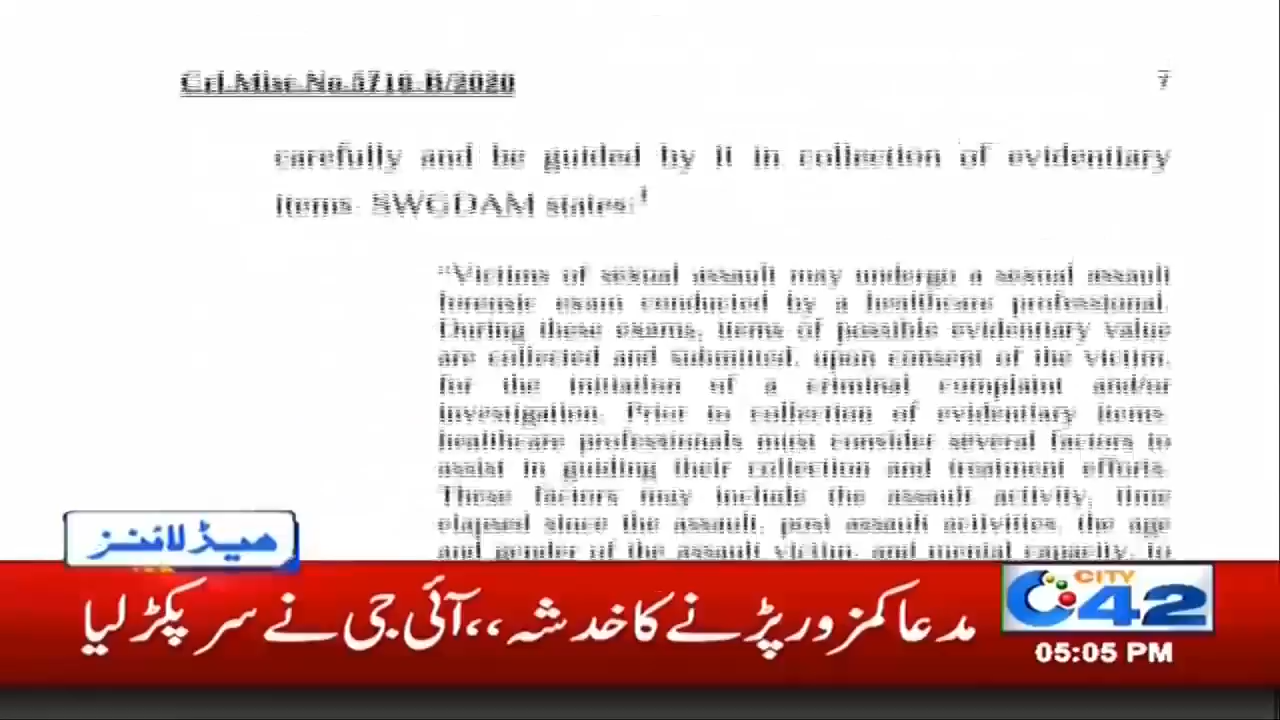 Crl.Misc.No.5716-B/2020
7
carefully and be guided by it in collection of evidentiary
items. SWGDAM states:1
"Victims of sexual assault may undergo a sexual assault
forensic exam conducted by a healthcare professional.
During these exams, items of possible evidentiary value
are collected and submitted, upon consent of the victim,
for the initiation of a criminal complaint and/or
investigation. Prior to collection of evidentiary items,
healthcare professionals must consider several factors to
assist in guiding their collection and treatment efforts.
These factors may include the assault activity, time
elapsed since the assault, post assault activities, the age
and gender of the assault victim, and mental capacity, to
ہیڈلائنز
مدعا کمزور پڑنے کا خدشہ،، آئی جی نے سر پکڑ لیا
CITY
42
05:05 PM